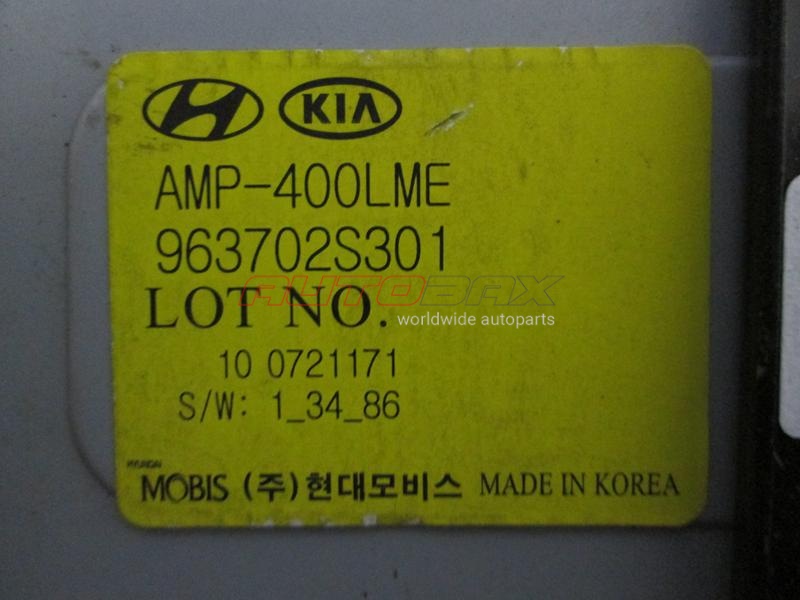 KIA
AMP-400LME
963702S301
AUTOBAX
LOT NO.
worldwide autoparts
10 0721171
S/W: 1_34_86
HYUNDAI
MOBIS (주)현대모비스 MADE IN KOREA